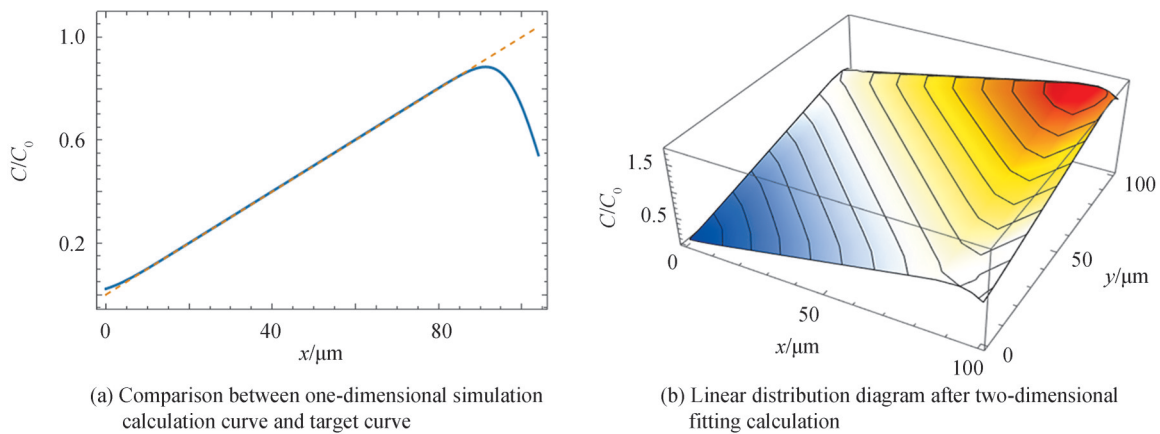 1.0
0.6
0.2
C/C₀
0
40
80
x/μm
(a) Comparison between one-dimensional simulation
calculation curve and target curve
1.5
0.5
C/C₀
0
50
100
x/μm
0
50
100
y/μm
(b) Linear distribution diagram after two-dimensional
fitting calculation